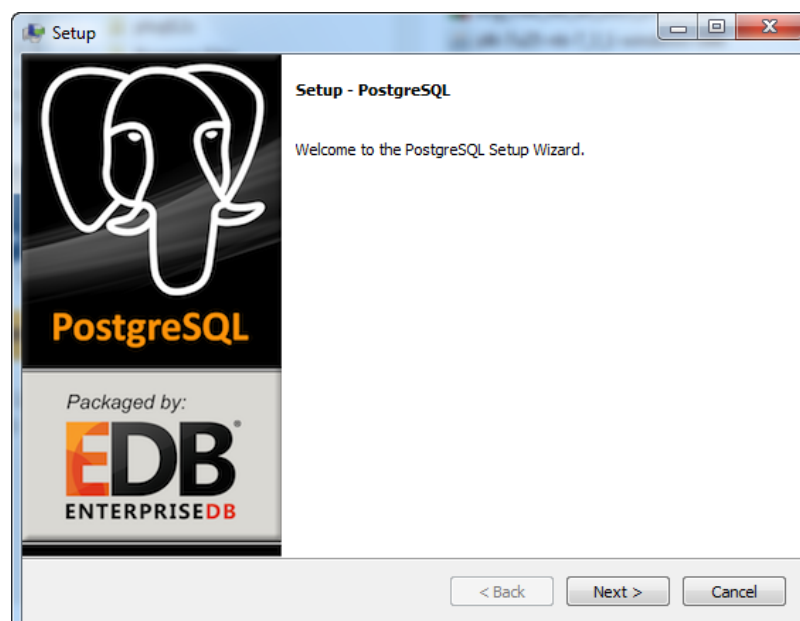 Setup
Setup - PostgreSQL
Welcome to the PostgreSQL Setup Wizard.
PostgreSQL
Packaged by:
EDB®
ENTERPRISEDB
< Back
Next >
Cancel